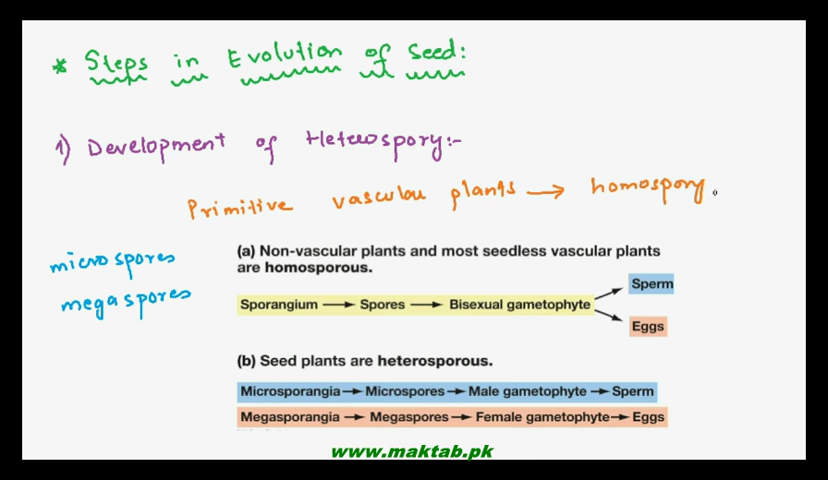 * Steps in Evolution of Seed:
1) Development of Heterospory:-
Primitive vascular plants → homospory.
microspores
megaspores
(a) Non-vascular plants and most seedless vascular plants
are homosporous.
Sporangium → Spores → Bisexual gametophyte
Sperm
Eggs
(b) Seed plants are heterosporous.
Microsporangia → Microspores → Male gametophyte → Sperm
Megasporangia → Megaspores → Female gametophyte → Eggs
www.maktab.pk